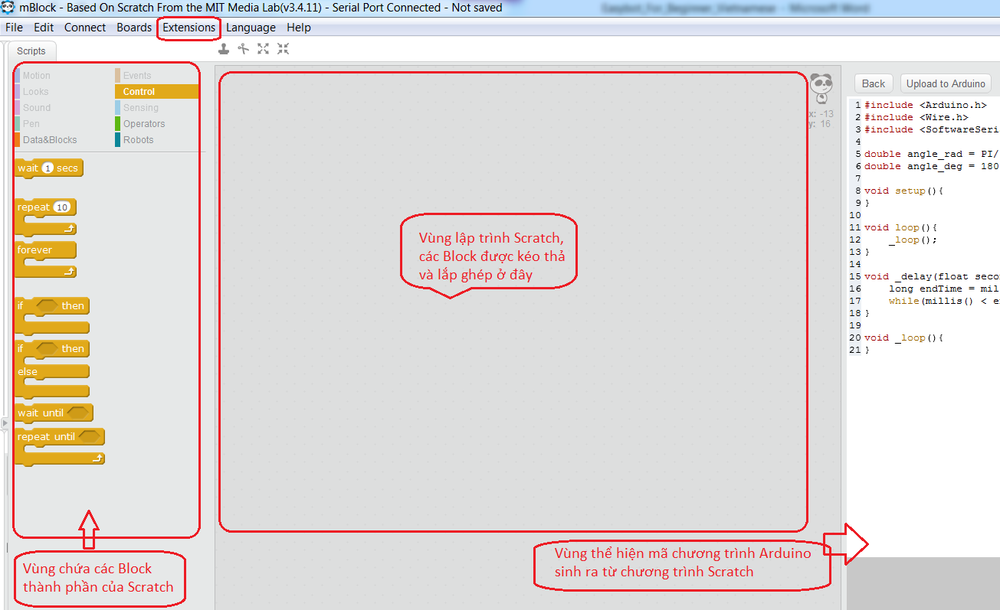 mBlock - Based On Scratch From the MIT Media Lab(v3.4.11) - Serial Port Connected - Not saved
Easybot_For_Beginner_Vietnamese - Microsoft Word
File Edit Connect Boards Extensions Language Help
Scripts
Motion Events
Looks Control
Sound Sensing
Pen Operators
Data&Blocks Robots
wait 1 secs
repeat 10
forever
if then
if then
else
wait until
repeat until
Vùng chứa các Block
thành phần của Scratch
Vùng lập trình Scratch,
các Block được kéo thả
và lắp ghép ở đây
x: -13
y: 16
Vùng thể hiện mã chương trình Arduino
sinh ra từ chương trình Scratch
Back Upload to Arduino
1 #include <Arduino.h>
2 #include <Wire.h>
3 #include <SoftwareSeri
4
5 double angle_rad = PI/
6 double angle_deg = 180
7
8 void setup(){
9 }
10
11 void loop(){
12 _loop();
13 }
14
15 void _delay(float seco
16 long endTime = mil
17 while(millis() < e
18 }
19
20 void _loop(){
21 }